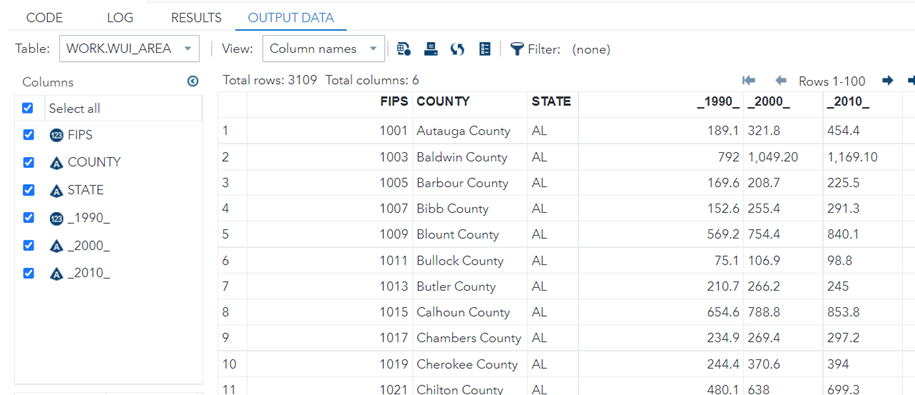 CODE LOG RESULTS OUTPUT DATA
Table: WORK.WUI_AREA View: Column names Filter: (none)
Columns Total rows: 3109 Total columns: 6 Rows 1-100
Select all
FIPS
COUNTY
STATE
_1990_
_2000_
_2010_
FIPS COUNTY STATE _1990_ _2000_ _2010_
1 1001 Autauga County AL 189.1 321.8 454.4
2 1003 Baldwin County AL 792 1,049.20 1,169.10
3 1005 Barbour County AL 169.6 208.7 225.5
4 1007 Bibb County AL 152.6 255.4 291.3
5 1009 Blount County AL 569.2 754.4 840.1
6 1011 Bullock County AL 75.1 106.9 98.8
7 1013 Butler County AL 210.7 266.2 245
8 1015 Calhoun County AL 654.6 788.8 853.8
9 1017 Chambers County AL 234.9 269.4 297.2
10 1019 Cherokee County AL 244.4 370.6 394
11 1021 Chilton County AL 480.1 638 699.3